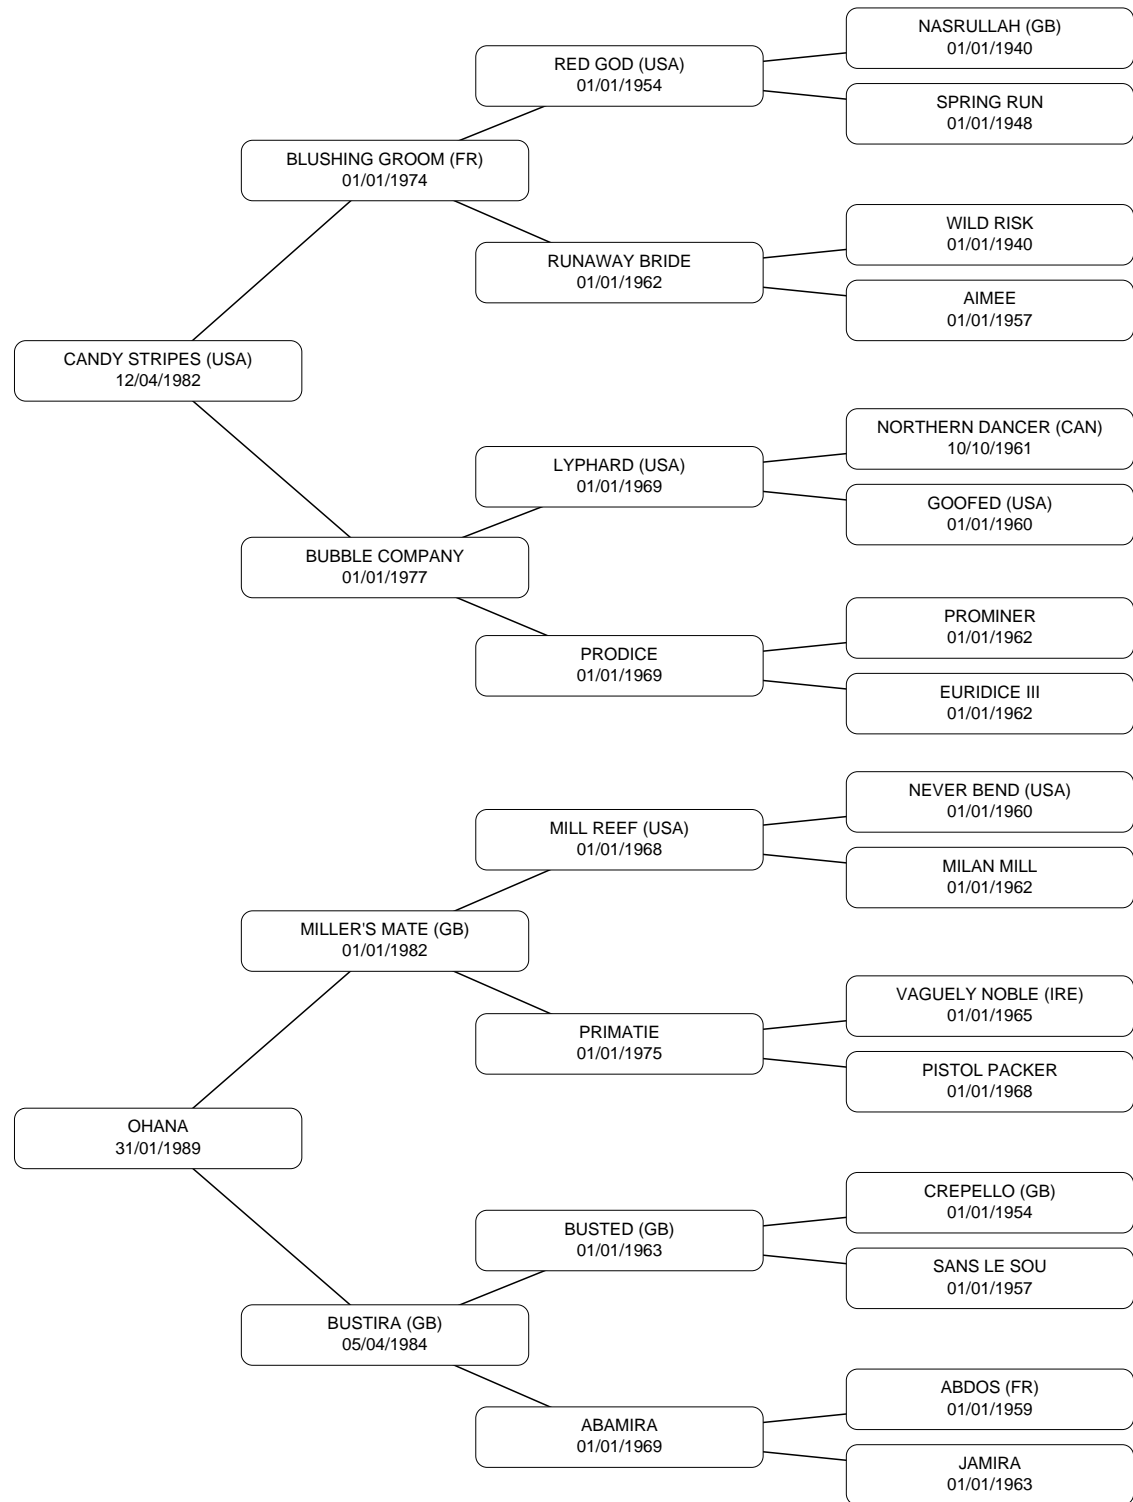 NASRULLAH (GB)
01/01/1940
RED GOD (USA)
01/01/1954
SPRING RUN
01/01/1948
BLUSHING GROOM (FR)
01/01/1974
WILD RISK
01/01/1940
RUNAWAY BRIDE
01/01/1962
AIMEE
01/01/1957
CANDY STRIPES (USA)
12/04/1982
NORTHERN DANCER (CAN)
10/10/1961
LYPHARD (USA)
01/01/1969
GOOFED (USA)
01/01/1960
BUBBLE COMPANY
01/01/1977
PROMINER
01/01/1962
PRODICE
01/01/1969
EURIDICE III
01/01/1962
NEVER BEND (USA)
01/01/1960
MILL REEF (USA)
01/01/1968
MILAN MILL
01/01/1962
MILLER'S MATE (GB)
01/01/1982
VAGUELY NOBLE (IRE)
01/01/1965
PRIMATIE
01/01/1975
PISTOL PACKER
01/01/1968
OHANA
31/01/1989
CREPELLO (GB)
01/01/1954
BUSTED (GB)
01/01/1963
SANS LE SOU
01/01/1957
BUSTIRA (GB)
05/04/1984
ABDOS (FR)
01/01/1959
ABAMIRA
01/01/1969
JAMIRA
01/01/1963